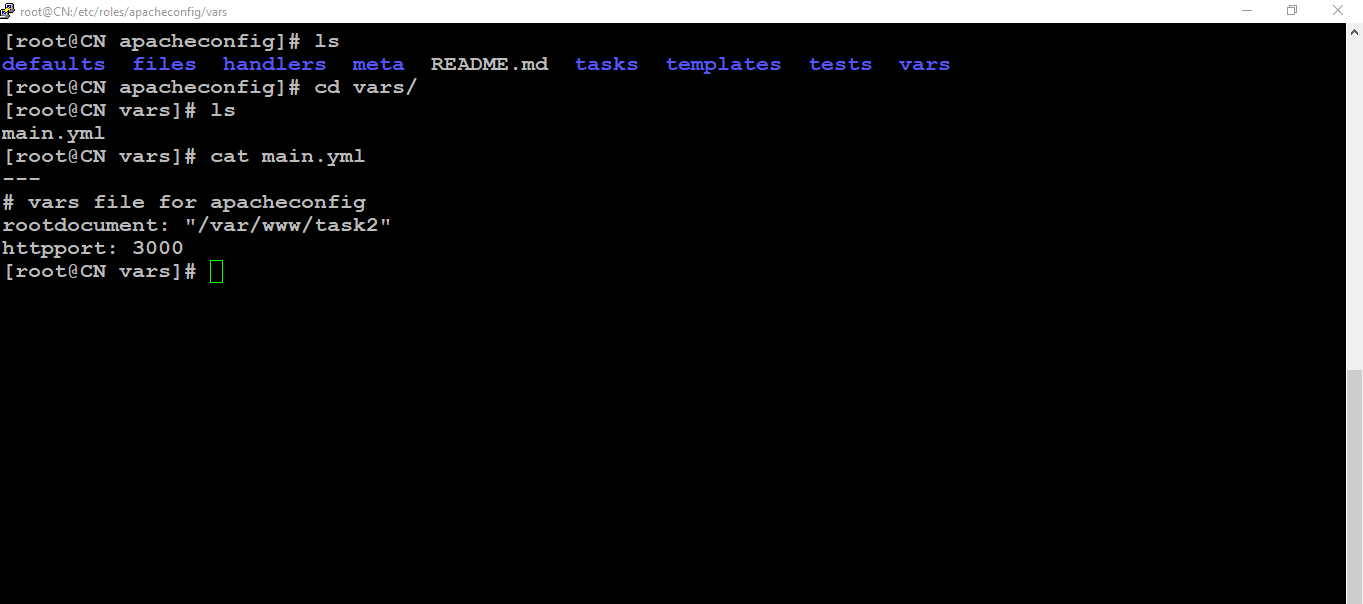 root@CN:/etc/roles/apacheconfig/vars
[root@CN apacheconfig]# ls
defaults  files  handlers  meta  README.md  tasks  templates  tests  vars
[root@CN apacheconfig]# cd vars/
[root@CN vars]# ls
main.yml
[root@CN vars]# cat main.yml
---
# vars file for apacheconfig
rootdocument: "/var/www/task2"
httpport: 3000
[root@CN vars]#